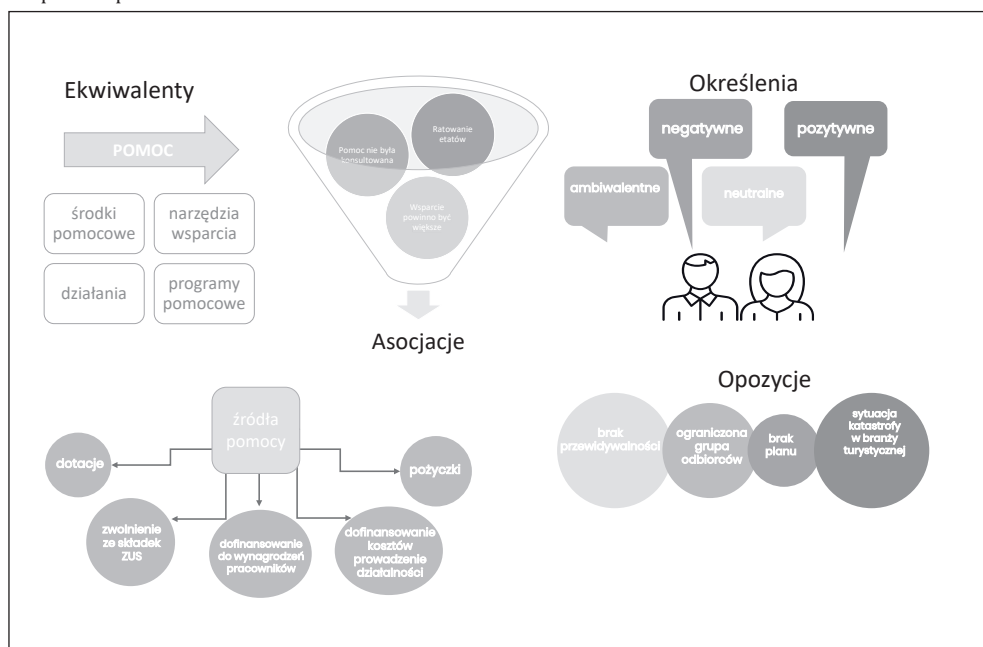 Ekwiwalenty
POMOC
środki
pomocowe
narzędzia
wsparcia
działania
programy
pomocowe
Pomoc nie była
konsultowana
Ratowanie
etatów
Wsparcie
powinno być
większe
Asocjacje
Określenia
negatywne
pozytywne
ambiwalentne
neutralne
źródła
pomocy
dotacje
pożyczki
zwolnienie
ze składek
ZUS
dofinansowanie
do wynagrodzeń
pracowników
dofinansowanie
kosztów
prowadzenie
działalności
Opozycje
brak
przewidywalności
ograniczona
grupa
odbiorców
brak
planu
sytuacja
katastrofy
w branży
turystycznej